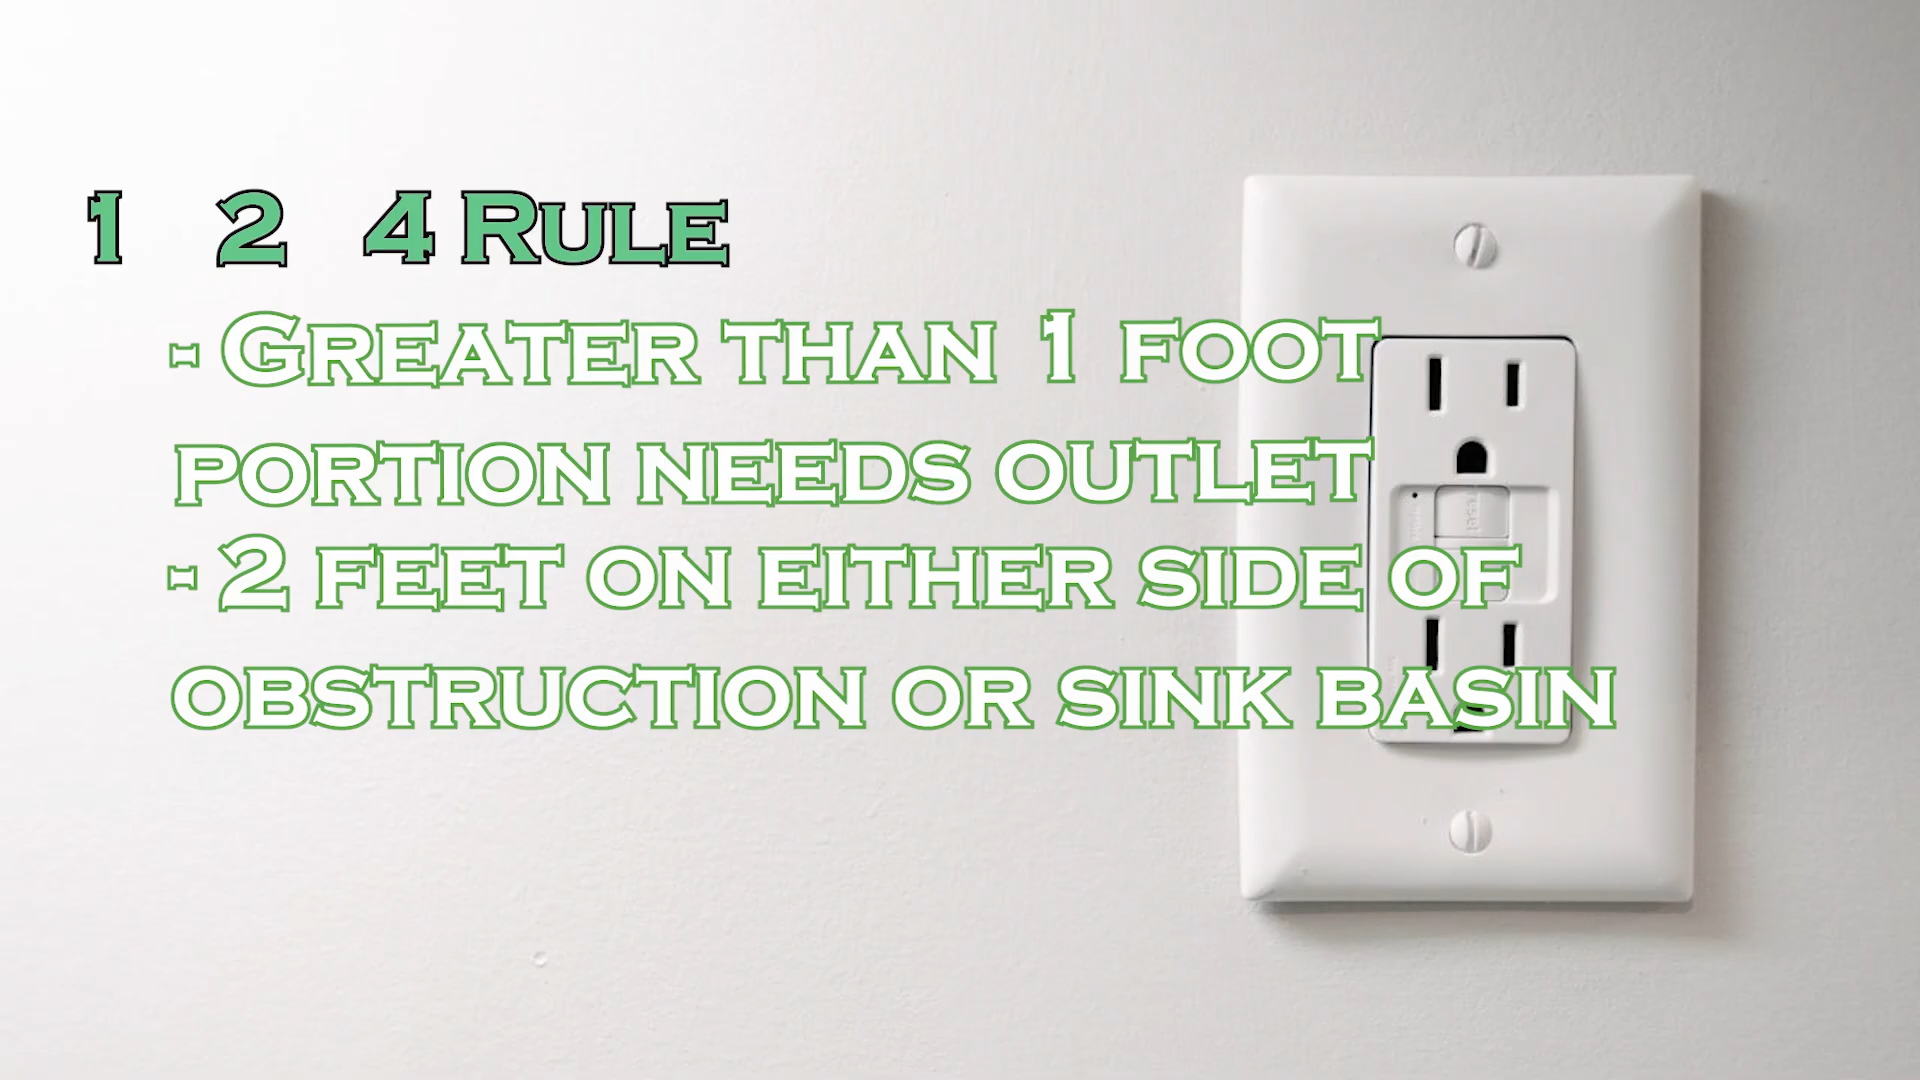 1 2 4 Rule
- Greater than 1 foot
portion needs outlet
- 2 feet on either side of
obstruction or sink basin
reset